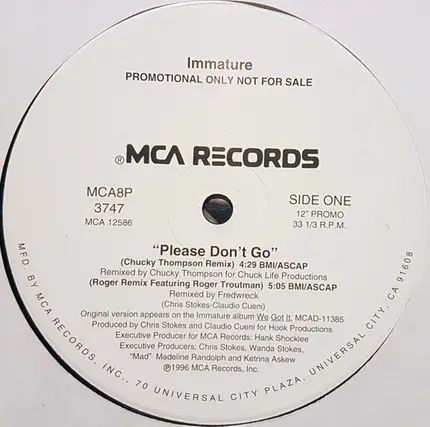 Immature
PROMOTIONAL ONLY NOT FOR SALE
®MCA RECORDS
MCA8P
3747
MCA 12586
SIDE ONE
12" PROMO
33 1/3 R.P.M.
"Please Don't Go"
(Chucky Thompson Remix) 4:29 BMI/ASCAP
Remixed by Chucky Thompson for Chuck Life Productions
(Roger Remix Featuring Roger Troutman) 5:05 BMI/ASCAP
Remixed by Fredwreck
(Chris Stokes-Claudio Cueni)
Original version appears on the Immature album We Got It, MCAD-11385
Produced by Chris Stokes and Claudio Cueni for Hook Productions
Executive Producer for MCA Records: Hank Shocklee
Executive Producers: Chris Stokes, Wanda Stokes,
"Mad" Madeline Randolph and Ketrina Askew
℗1996 MCA Records, Inc.
MFD. BY MCA RECORDS, INC., 70 UNIVERSAL CITY PLAZA, UNIVERSAL CITY, CA 91608